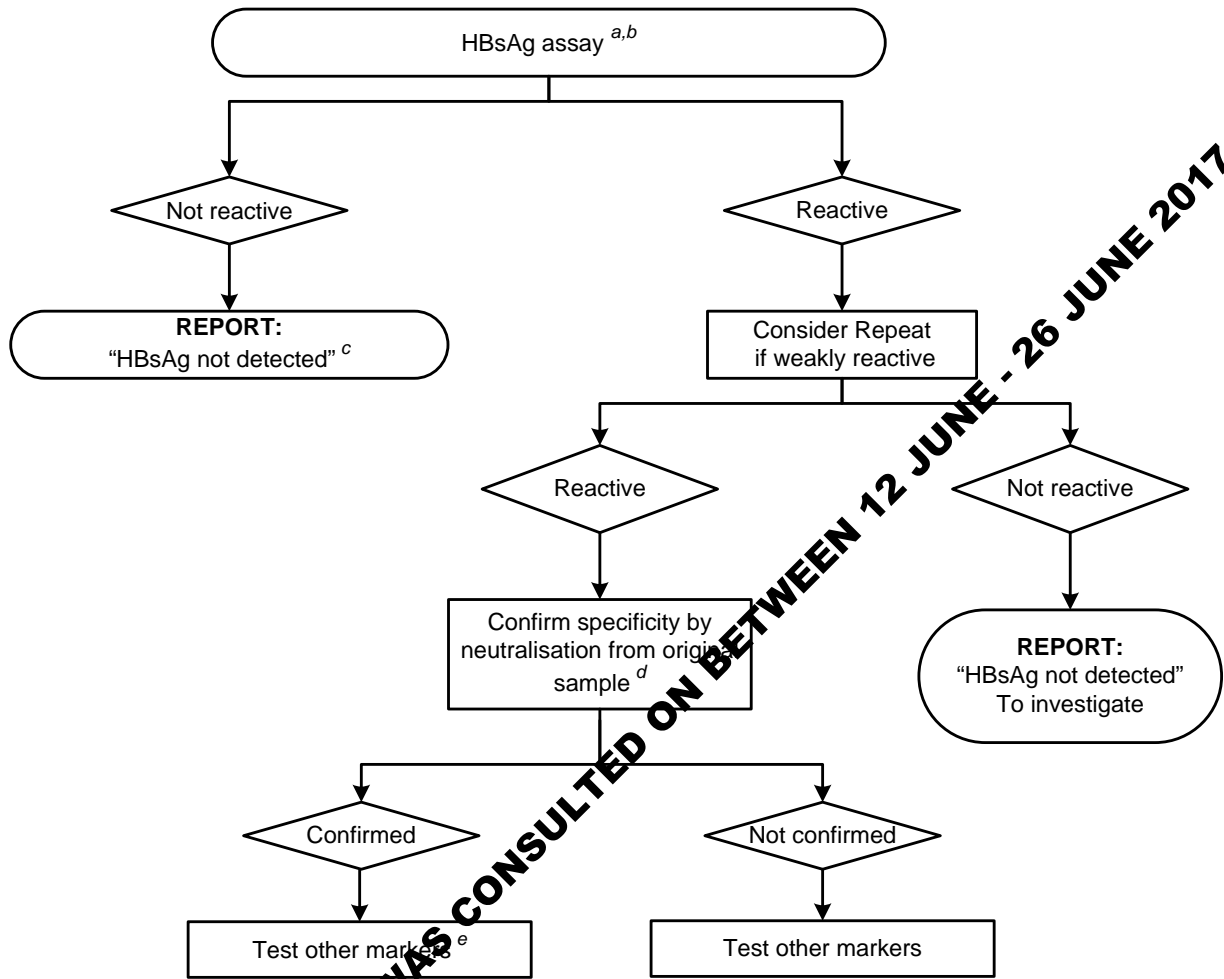 HBsAg assay a,b
Not reactive
Reactive
REPORT:
“HBsAg not detected” c
Consider Repeat
if weakly reactive
Reactive
Not reactive
Confirm specificity by
neutralisation from original
sample d
REPORT:
“HBsAg not detected”
To investigate
Confirmed
Not confirmed
Test other markers e
Test other markers
WAS CONSULTED ON BETWEEN 12 JUNE - 26 JUNE 2017